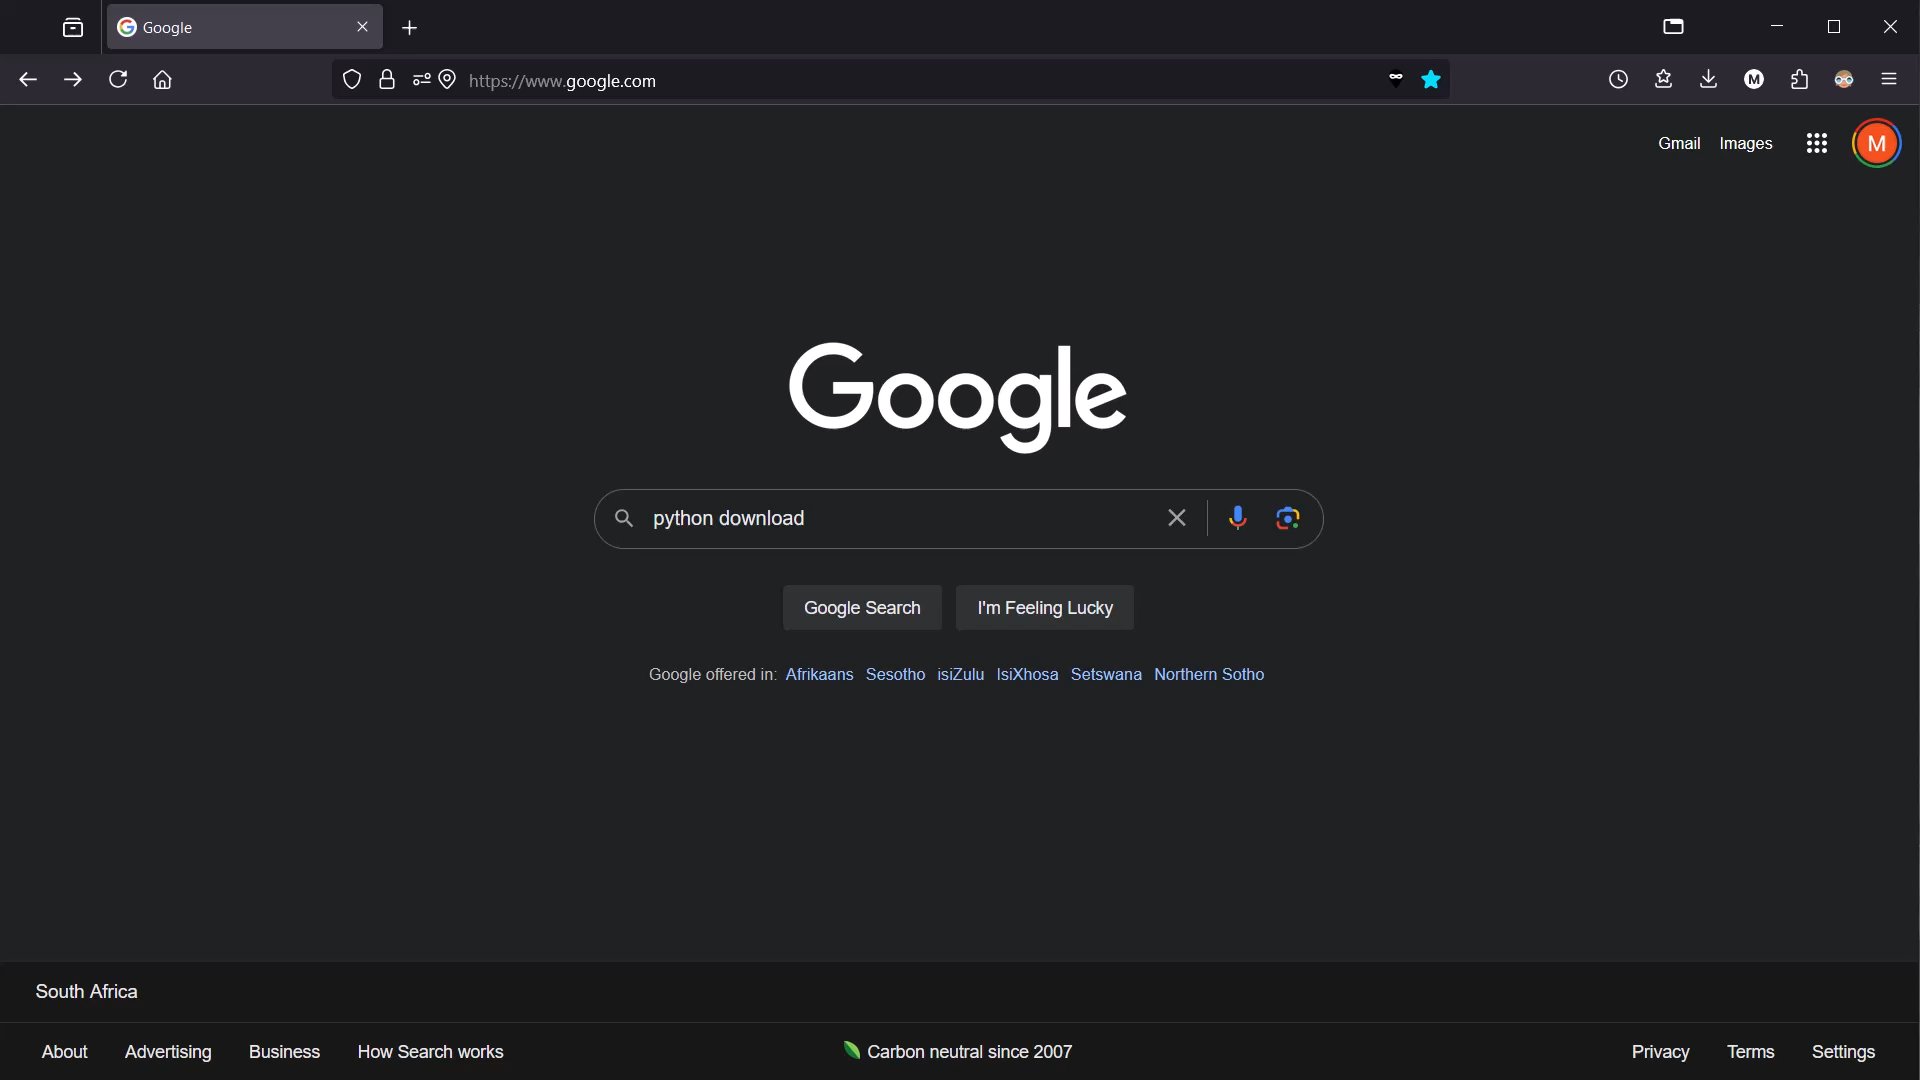 Google
https://www.google.com
Gmail Images
M
Google
python download
Google Search I'm Feeling Lucky
Google offered in: Afrikaans Sesotho isiZulu IsiXhosa Setswana Northern Sotho
South Africa
About Advertising Business How Search works Carbon neutral since 2007 Privacy Terms Settings